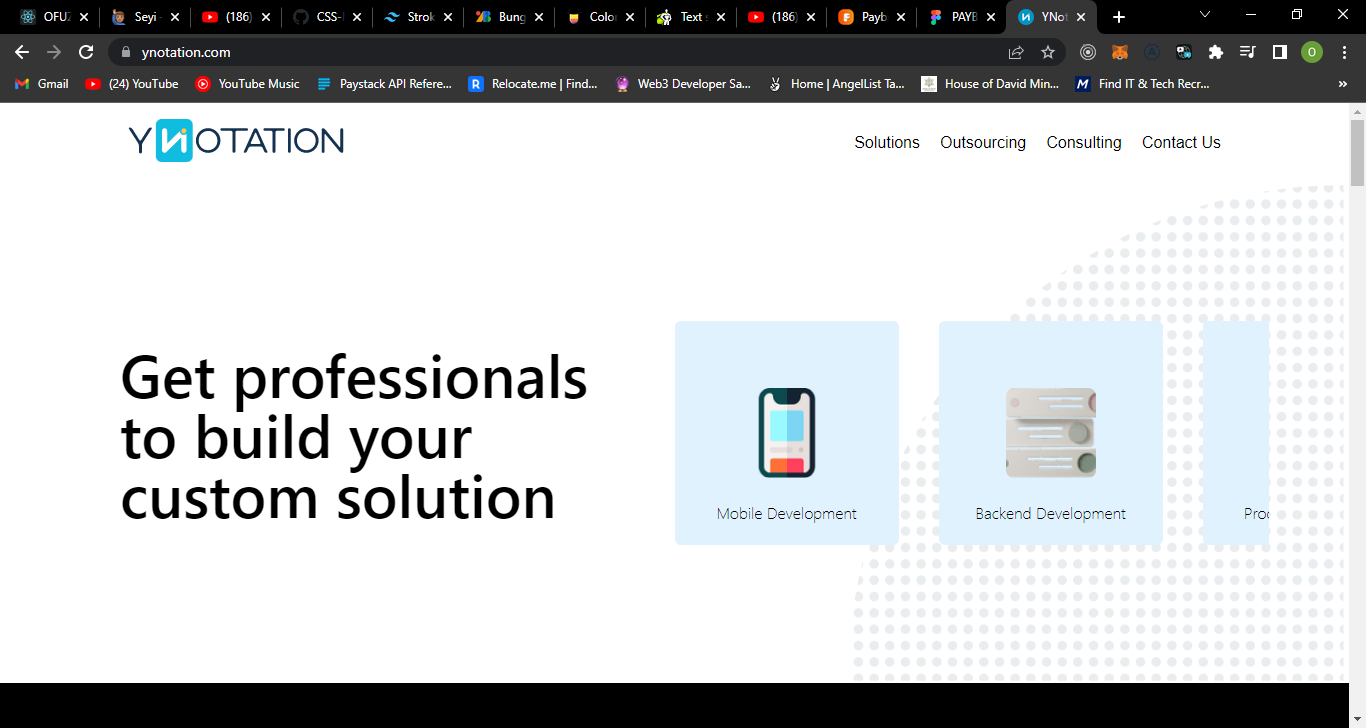 OFUZ
Seyi -
(186)
CSS-
Strok
Bung
Color
Text s
(186)
Payb
PAYB
YNot
ynotation.com
O
Gmail
(24) YouTube
YouTube Music
Paystack API Refere...
Relocate.me | Find...
Web3 Developer Sa...
Home | AngelList Ta...
House of David Min...
Find IT & Tech Recr...
YNOTATION
Solutions
Outsourcing
Consulting
Contact Us
Get professionals
to build your
custom solution
Mobile Development
Backend Development
Proc